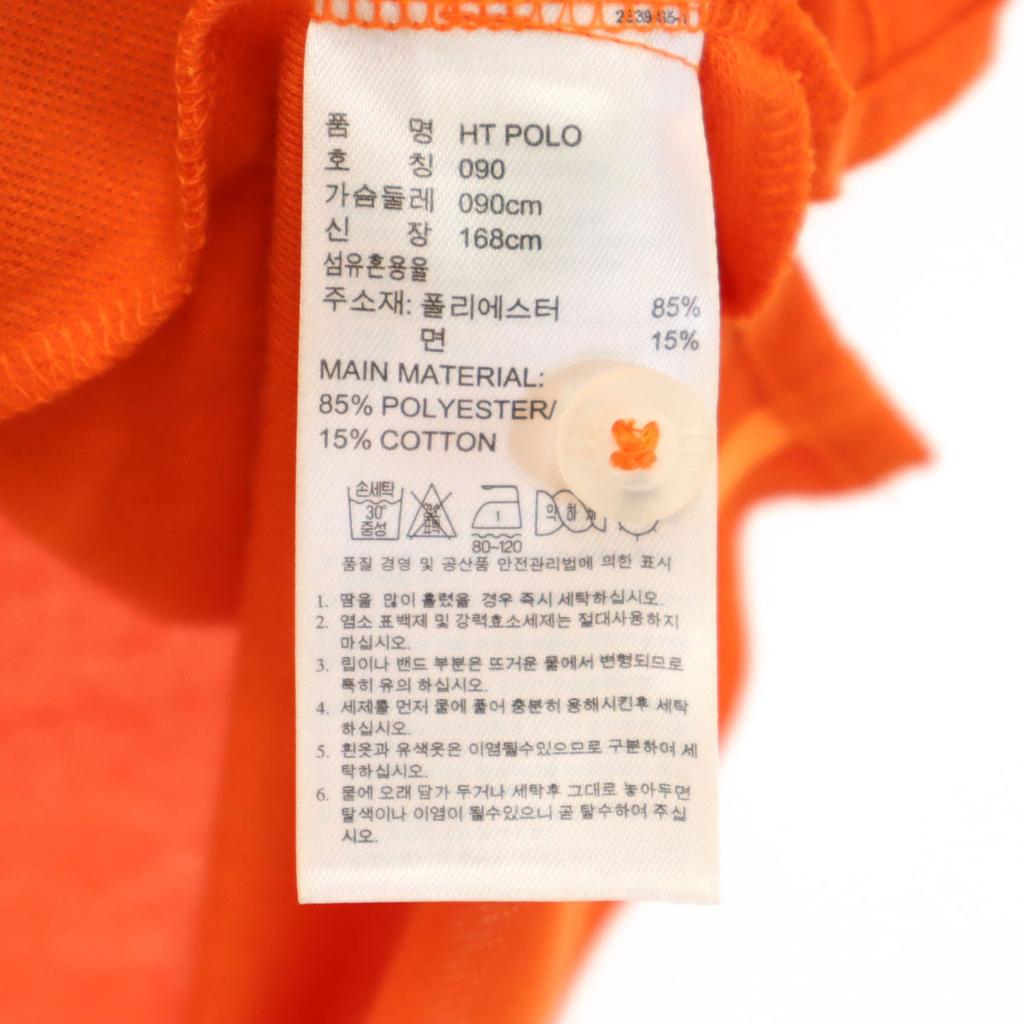 품 명 HT POLO
호 칭 090
가슴둘레 090cm
신 장 168cm
섬유혼용율
주소재: 폴리에스터 85%
면 15%
MAIN MATERIAL:
85% POLYESTER/
15% COTTON
손세탁 30° 중성 1 80~120 약하게
품질 경영 및 공산품 안전관리법에 의한 표시
1. 땀을 많이 흘렸을 경우 즉시 세탁하십시오.
2. 염소 표백제 및 강력효소세제는 절대사용하지
마십시오.
3. 립이나 밴드 부분은 뜨거운 물에서 변형되므로
특히 유의 하십시오.
4. 세제를 먼저 물에 풀어 충분히 용해시킨후 세탁
하십시오.
5. 흰옷과 유색옷은 이염될수있으므로 구분하여 세
탁하십시오.
6. 물에 오래 담가 두거나 세탁후 그대로 놓아두면
탈색이나 이염이 될수있으니 곧 탈수하여 주십
시오.